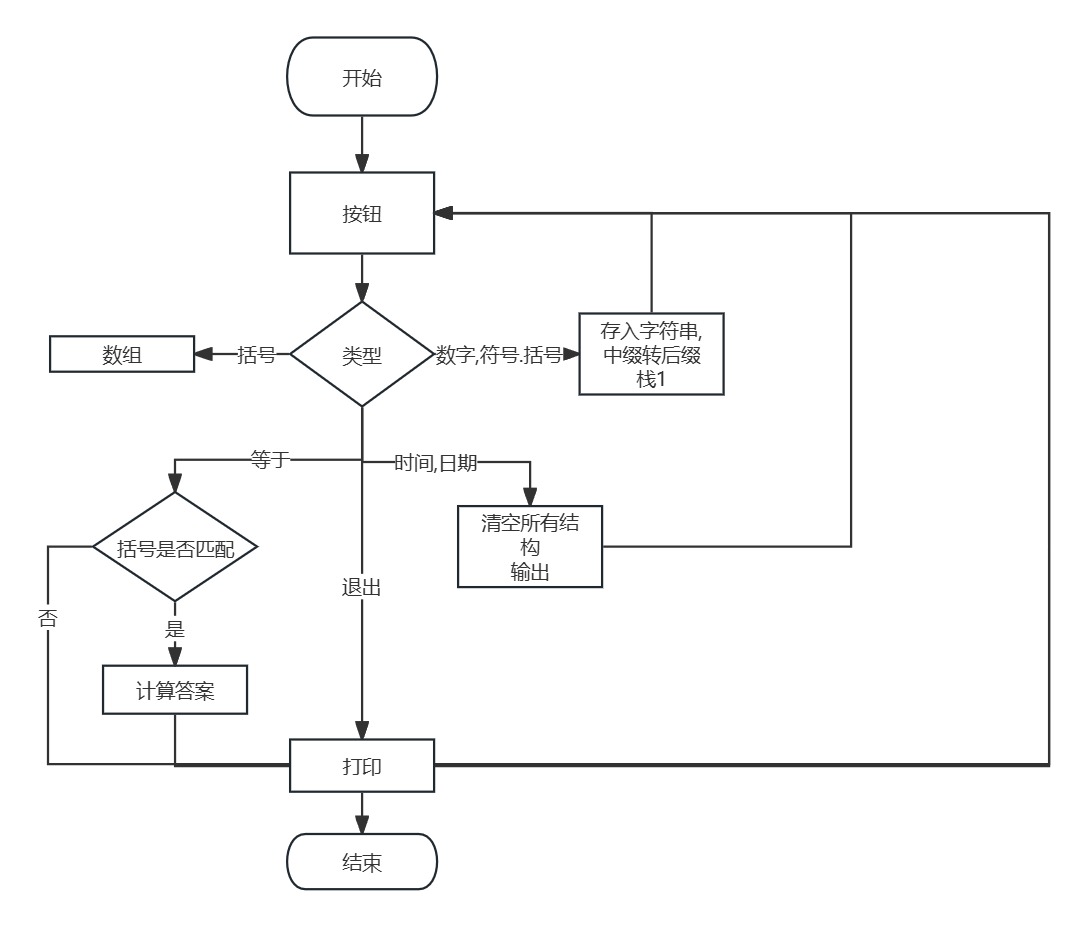 开始
按钮
数组
括号
类型
数字,符号.括号
存入字符串,
中缀转后缀
栈1
等于
时间,日期
清空所有结
构
输出
括号是否匹配
退出
否
是
计算答案
打印
结束